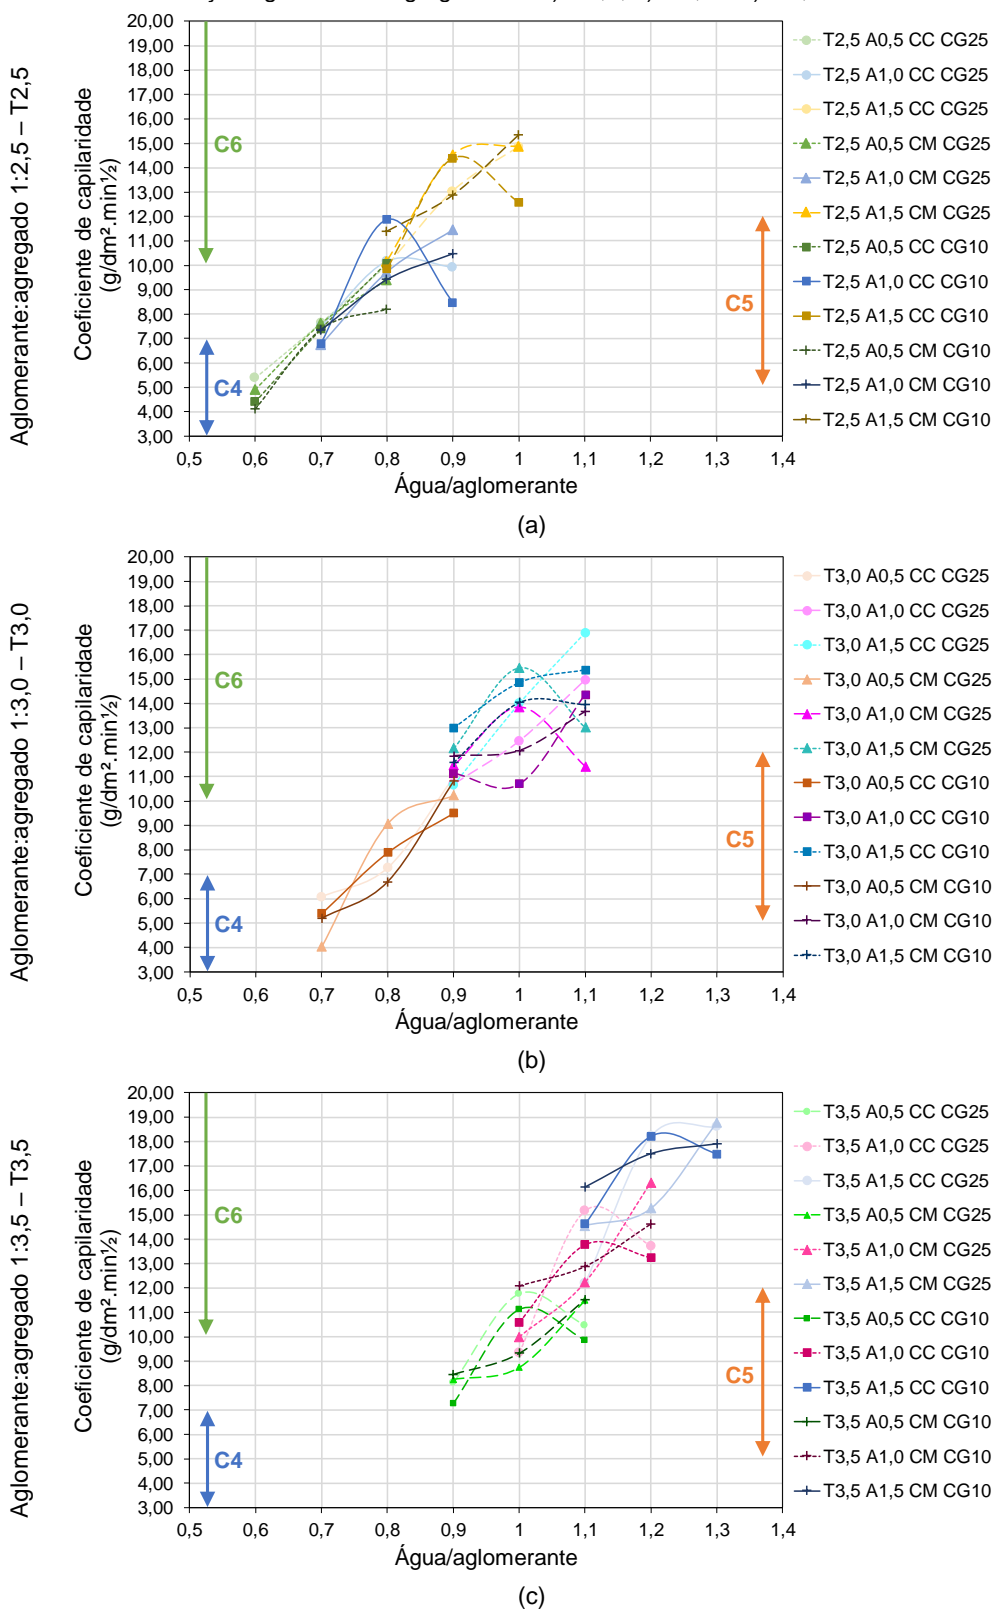 20,00
19,00
18,00
17,00
16,00
15,00
14,00
13,00
12,00
11,00
10,00
9,00
8,00
7,00
6,00
5,00
4,00
3,00
0,5 0,6 0,7 0,8 0,9 1 1,1 1,2 1,3 1,4
Aglomerante:agregado 1:2,5 – T2,5
Coeficiente de capilaridade
(g/dm².min½)
C6
C4
C5
Água/aglomerante
T2,5 A0,5 CC CG25
T2,5 A1,0 CC CG25
T2,5 A1,5 CC CG25
T2,5 A0,5 CM CG25
T2,5 A1,0 CM CG25
T2,5 A1,5 CM CG25
T2,5 A0,5 CC CG10
T2,5 A1,0 CC CG10
T2,5 A1,5 CC CG10
T2,5 A0,5 CM CG10
T2,5 A1,0 CM CG10
T2,5 A1,5 CM CG10
(a)
20,00
19,00
18,00
17,00
16,00
15,00
14,00
13,00
12,00
11,00
10,00
9,00
8,00
7,00
6,00
5,00
4,00
3,00
0,5 0,6 0,7 0,8 0,9 1 1,1 1,2 1,3 1,4
Aglomerante:agregado 1:3,0 – T3,0
Coeficiente de capilaridade
(g/dm².min½)
C6
C4
C5
Água/aglomerante
T3,0 A0,5 CC CG25
T3,0 A1,0 CC CG25
T3,0 A1,5 CC CG25
T3,0 A0,5 CM CG25
T3,0 A1,0 CM CG25
T3,0 A1,5 CM CG25
T3,0 A0,5 CC CG10
T3,0 A1,0 CC CG10
T3,0 A1,5 CC CG10
T3,0 A0,5 CM CG10
T3,0 A1,0 CM CG10
T3,0 A1,5 CM CG10
(b)
20,00
19,00
18,00
17,00
16,00
15,00
14,00
13,00
12,00
11,00
10,00
9,00
8,00
7,00
6,00
5,00
4,00
3,00
0,5 0,6 0,7 0,8 0,9 1 1,1 1,2 1,3 1,4
Aglomerante:agregado 1:3,5 – T3,5
Coeficiente de capilaridade
(g/dm².min½)
C6
C4
C5
Água/aglomerante
T3,5 A0,5 CC CG25
T3,5 A1,0 CC CG25
T3,5 A1,5 CC CG25
T3,5 A0,5 CM CG25
T3,5 A1,0 CM CG25
T3,5 A1,5 CM CG25
T3,5 A0,5 CC CG10
T3,5 A1,0 CC CG10
T3,5 A1,5 CC CG10
T3,5 A0,5 CM CG10
T3,5 A1,0 CM CG10
T3,5 A1,5 CM CG10
(c)